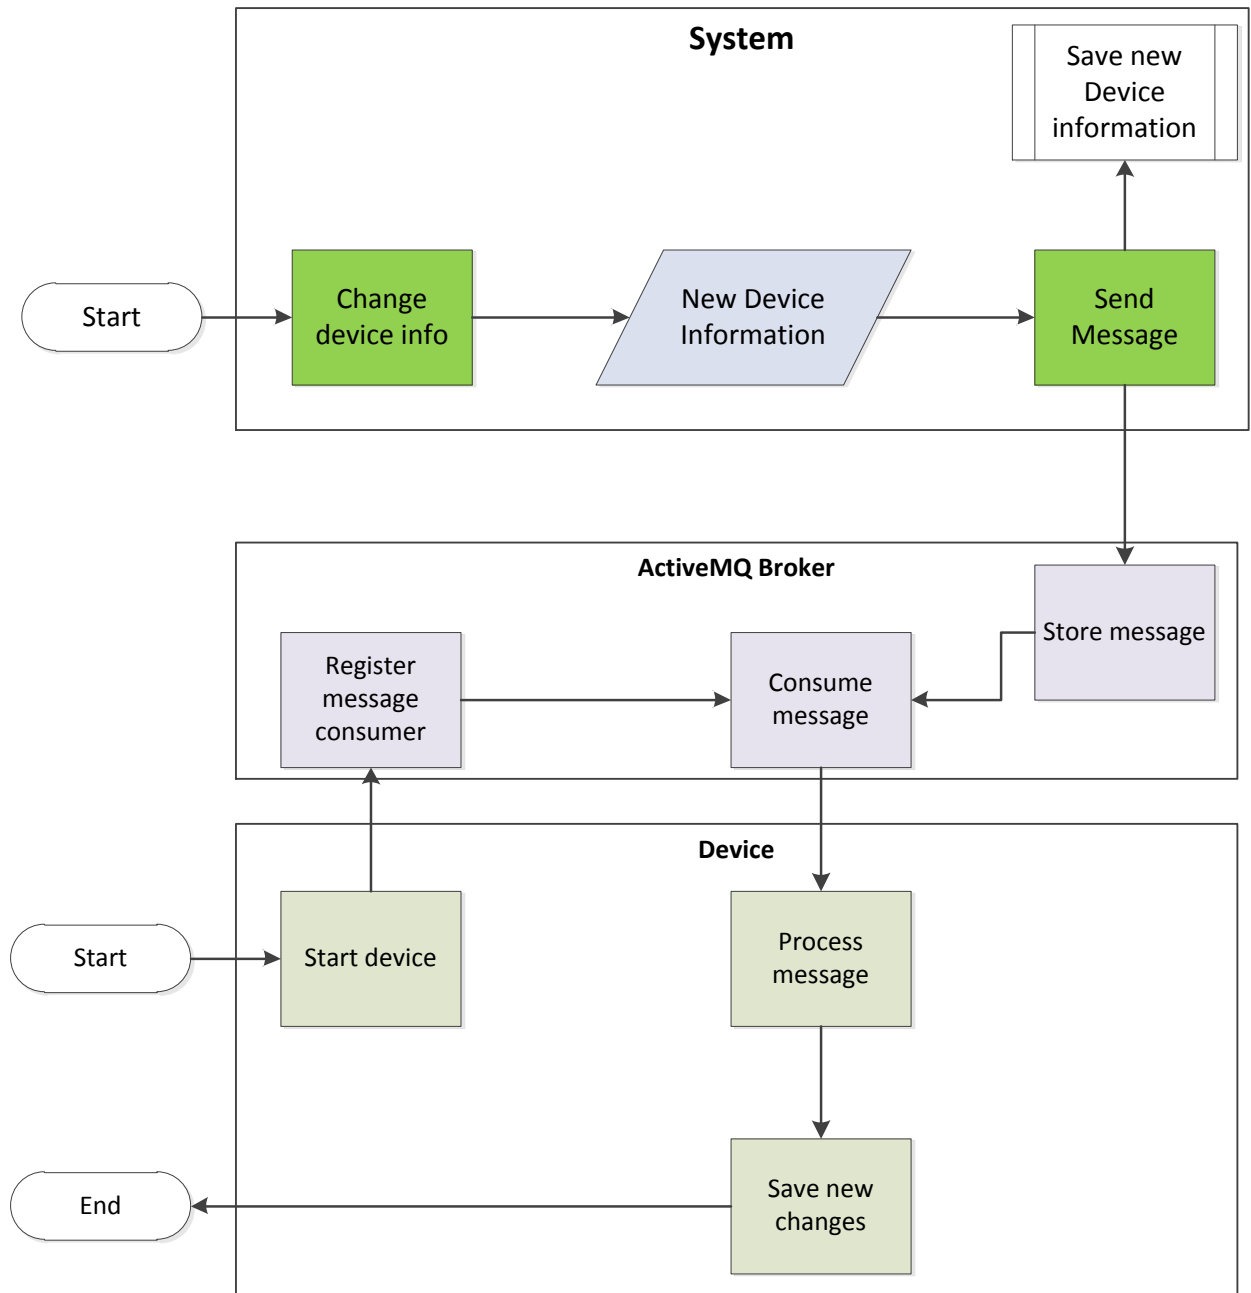 System
Save new
Device
information
Start
Change
device info
New Device
Information
Send
Message
ActiveMQ Broker
Register
message
consumer
Consume
message
Store message
Device
Start
Start device
Process
message
End
Save new
changes